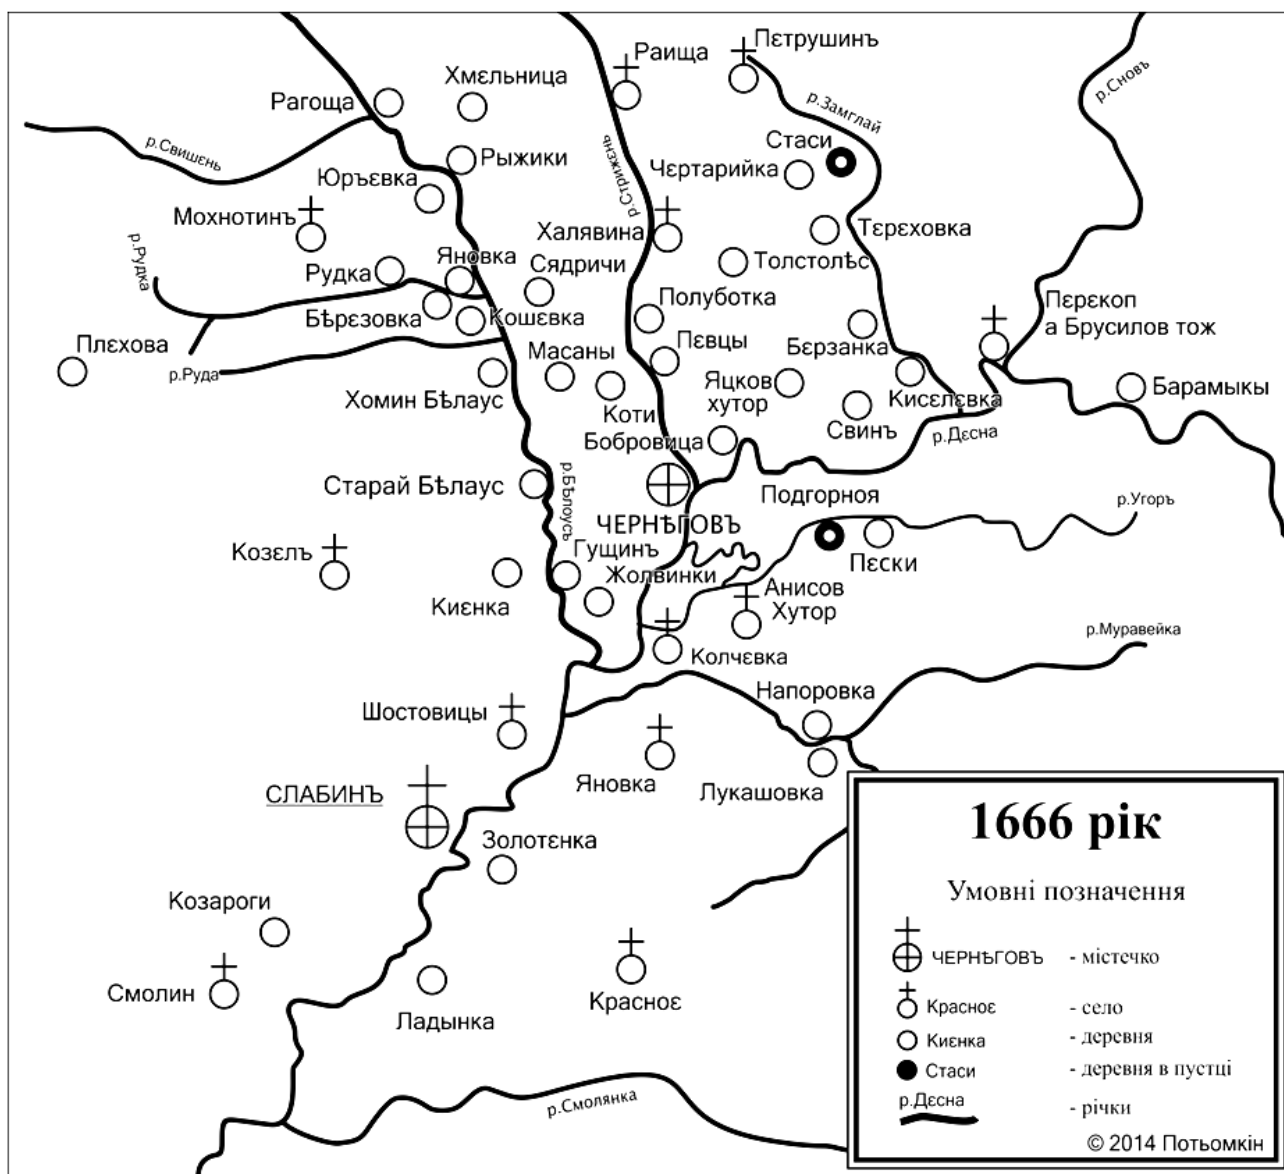 Раища
Пєтрушинъ
Хмєльница
Рагоща
р.Замглай
р.Сновъ
р.Свишєнь
р.Стрижєнь
Рыжики
Стаси
Юръєвка
Чєртарийка
Мохнотинъ
Халявина
Тєрєховка
р.Рудка
Яновка
Сядричи
Рудка
Толстолѣс
Полуботка
Пєрєкоп
а Брусилов тож
Бѣрєзовка
Кошєвка
Плєхова
Масаны
Пєвцы
Бєрзанка
р.Руда
Яцков
хутор
Барамыкы
Хомин Бѣлаус
Коти
Кисєлєвка
Свинъ
р.Дєсна
Бобровица
Старай Бѣлаус
р.Бѣлоусъ
Подгорноя
р.Угоръ
ЧЕРНѢГОВЪ
Козєлъ
Гущинъ
Пєски
Жолвинки
Анисов
Хутор
Києнка
р.Муравейка
Колчєвка
Напоровка
Шостовицы
Яновка
Лукашовка
СЛАБИНЪ
Золотєнка
Козароги
Смолин
Ладынка
Красноє
р.Смолянка
1666 рік
Умовні позначення
ЧЕРНѢГОВЪ - містечко
Красноє - село
Києнка - деревня
Стаси - деревня в пустці
р.Дєсна - річки
© 2014 Потьомкін